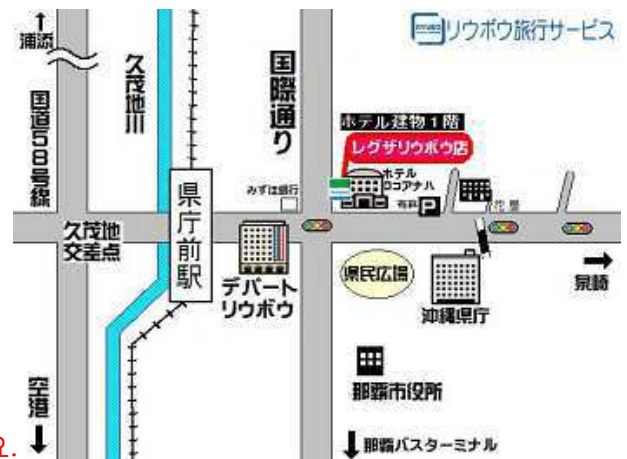 ↑
浦添
リウボウ旅行サービス
久茂地川
国際通り
国道58号線
ホテル建物1階
レグザリウボウ店
ホテル
ロコアナハ
みずほ銀行
有料
P
花屋
県庁前駅
久茂地
交差点
デパート
リウボウ
県民広場
沖縄県庁
→
泉崎
那覇市役所
空港
↓
↓那覇バスターミナル
요.